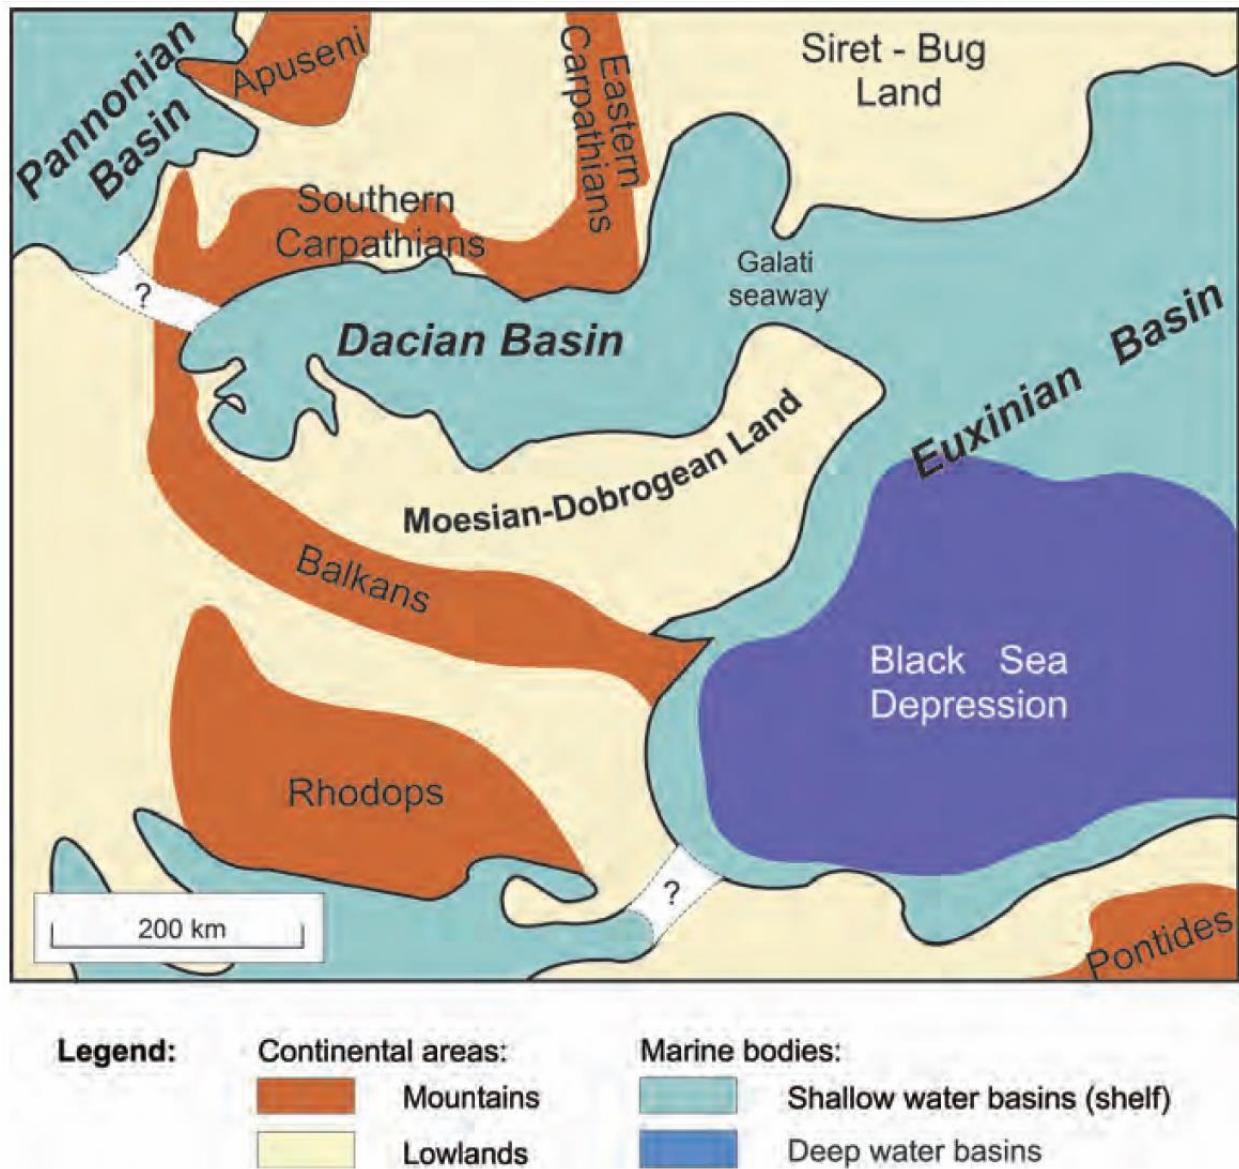 Pannonian
Basin
Apuseni
Eastern
Carpathians
Siret - Bug
Land
Southern
Carpathians
Galati
seaway
?
Dacian Basin
Euxinian Basin
Moesian-Dobrogean Land
Balkans
Black Sea
Depression
Rhodops
?
200 km
Pontides
Legend:
Continental areas:
Mountains
Lowlands
Marine bodies:
Shallow water basins (shelf)
Deep water basins